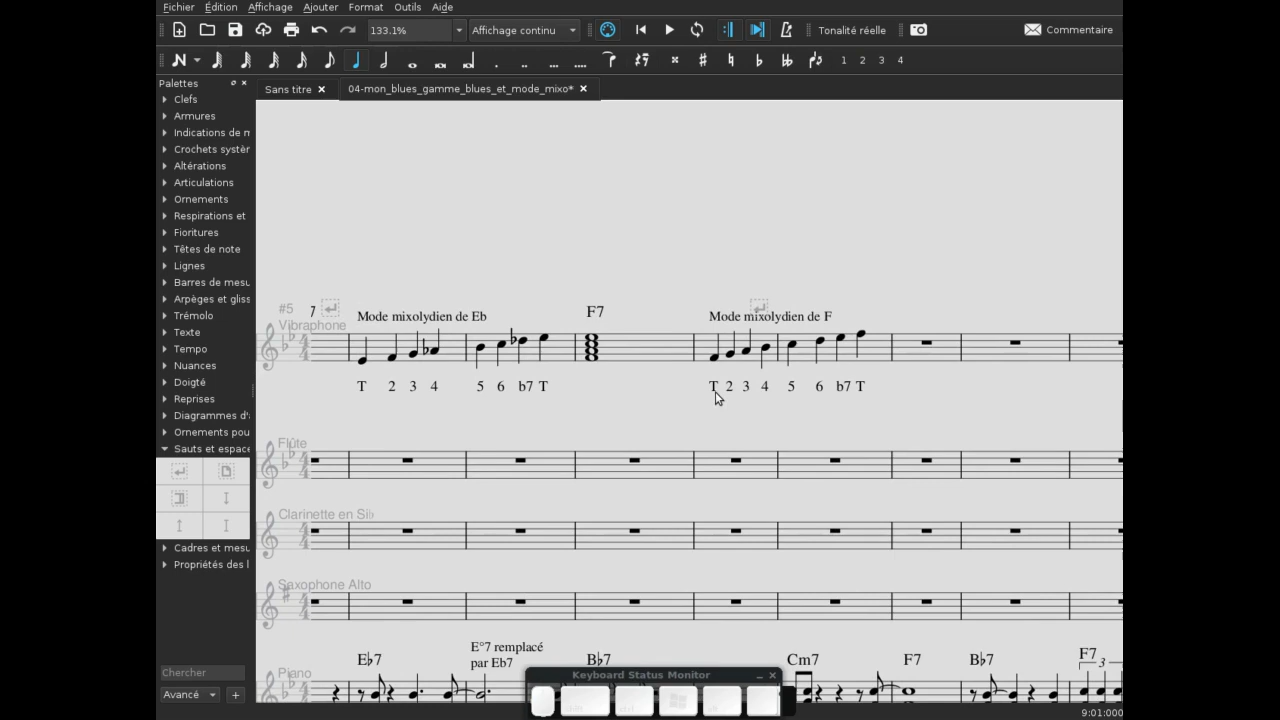 Fichier Édition Affichage Ajouter Format Outils Aide
133.1% Affichage continu Tonalité réelle Commentaire
1 2 3 4
Palettes
Sans titre 04-mon_blues_gamme_blues_et_mode_mixo*
Clefs
Armures
Indications de m
Crochets systèr
Altérations
Articulations
Ornements
Respirations et
Fioritures
Têtes de note
Lignes
Barres de mesu
Arpèges et gliss
Trémolo
Texte
Tempo
Nuances
Doigté
Reprises
Diagrammes d'a
Ornements pou
Sauts et espace
Cadres et mesu
Propriétés des l
Chercher
Avancé +
#5 7 Mode mixolydien de Eb F7 Mode mixolydien de F
Vibraphone
T 2 3 4 5 6 b7 T T 2 3 4 5 6 b7 T
Flûte
Clarinette en Si♭
Saxophone Alto
E♭7 E°7 remplacé par Eb7 B♭7 Cm7 F7 B♭7 F7
3
Piano
Keyboard Status Monitor
shift ctrl alt
9:01:000